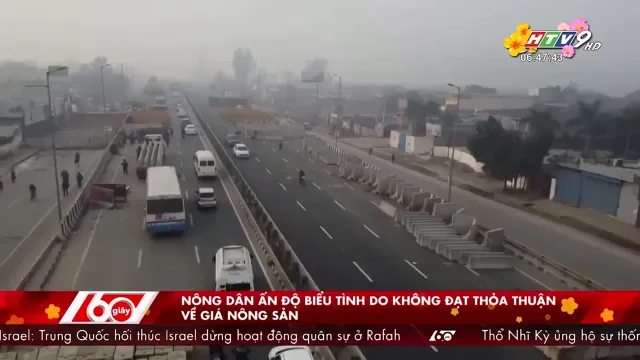 HTV9 HD
06:47:43
60 giây
NÔNG DÂN ẤN ĐỘ BIỂU TÌNH DO KHÔNG ĐẠT THỎA THUẬN
VỀ GIÁ NÔNG SẢN
Israel: Trung Quốc hối thúc Israel dừng hoạt động quân sự ở Rafah 60 Thổ Nhĩ Kỳ ủng hộ sự